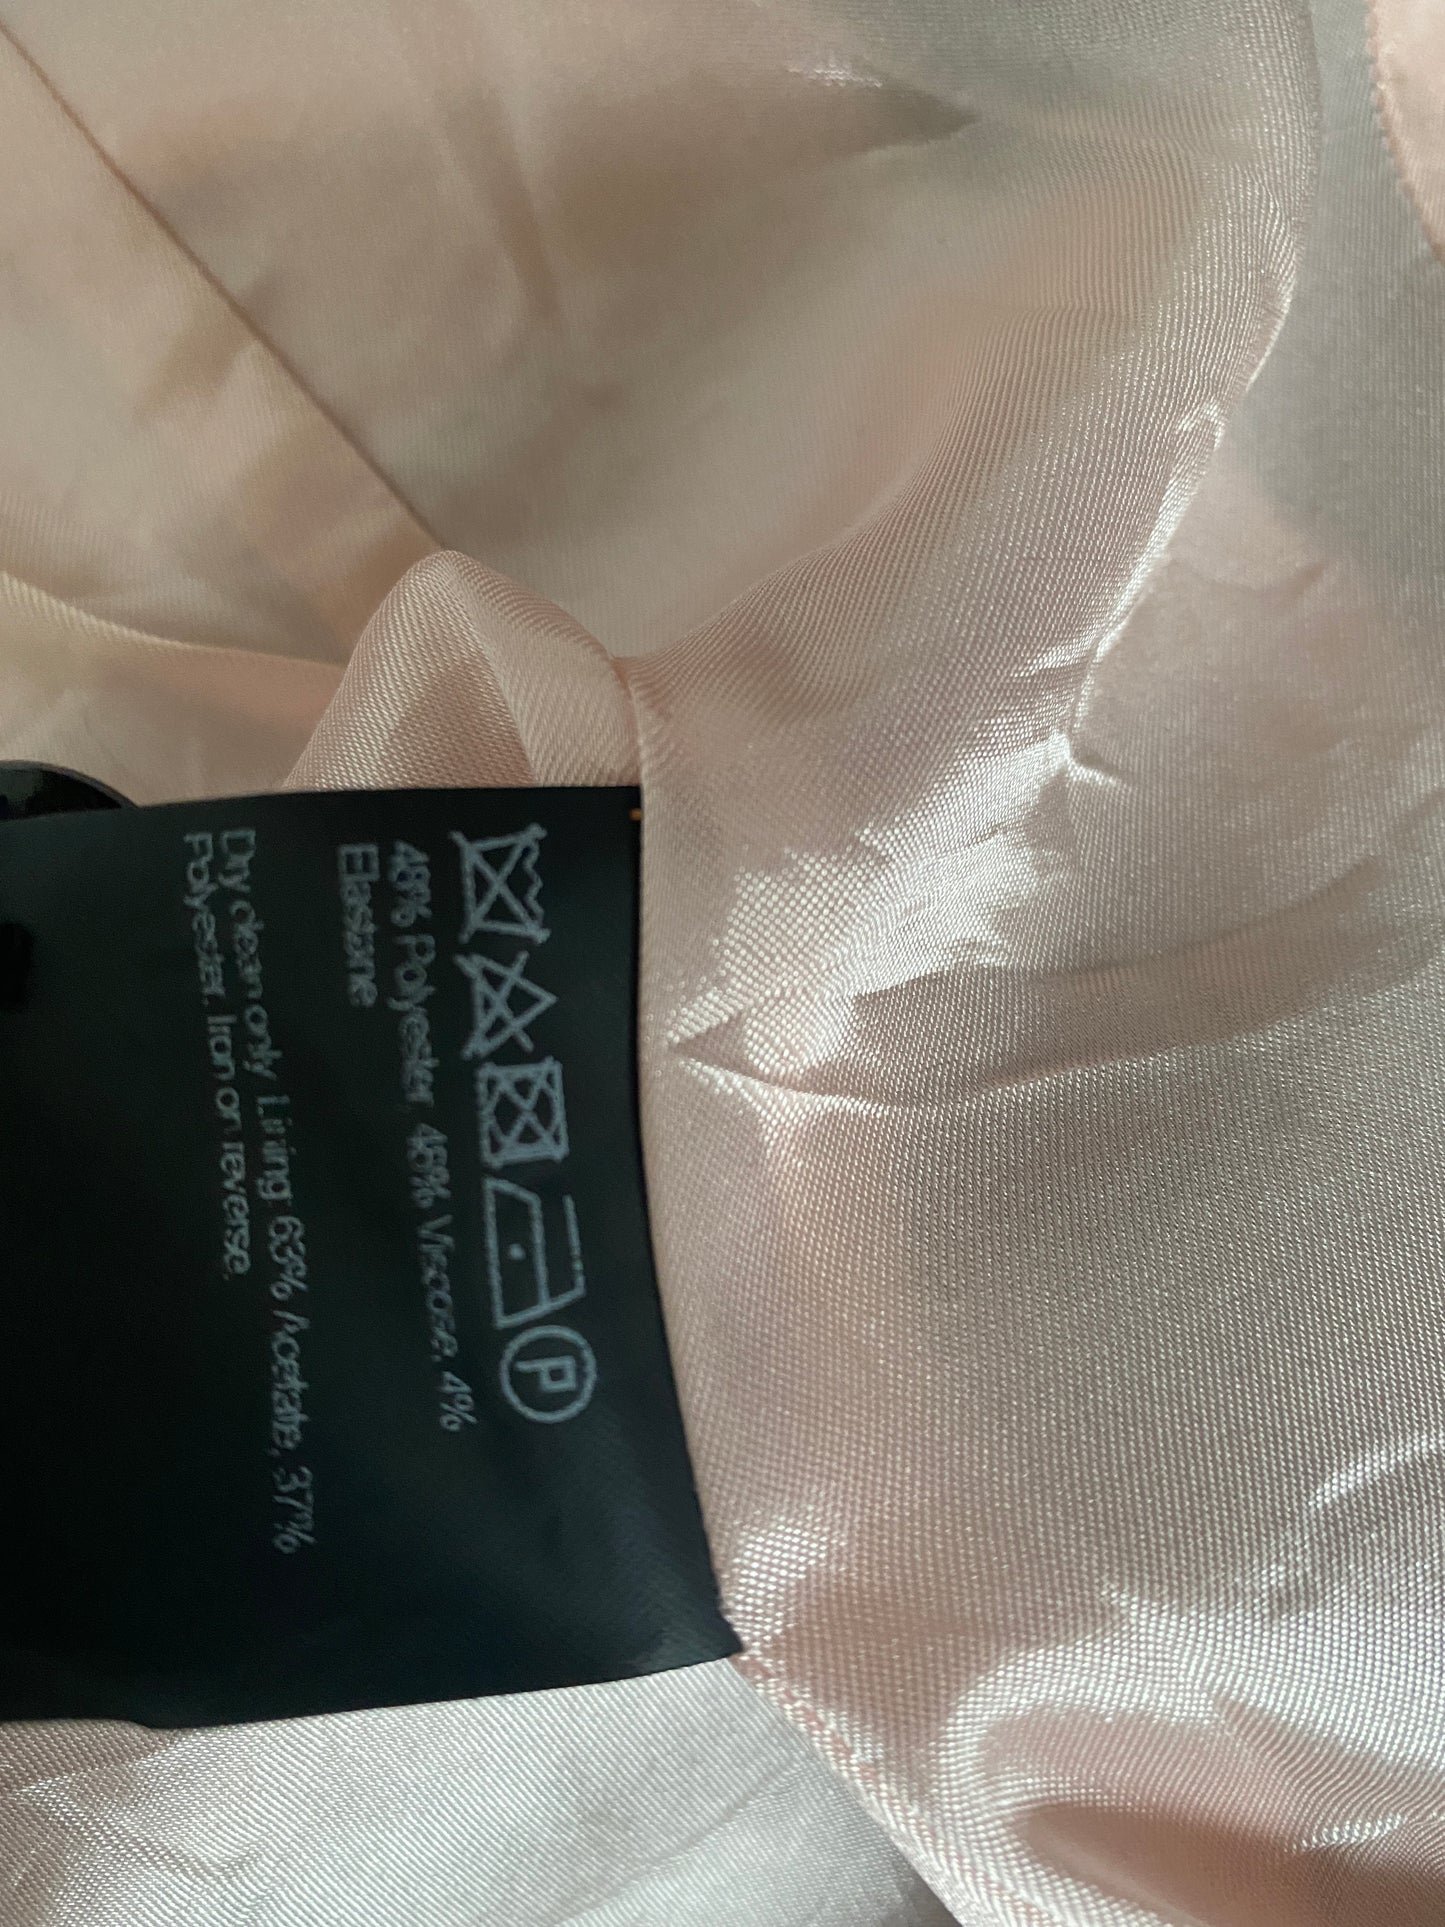 P
48% Polyester, 48% Viscose, 4%
Elastane
Dry clean only. Lining: 63% Acetate, 37%
Polyester. Iron on reverse.